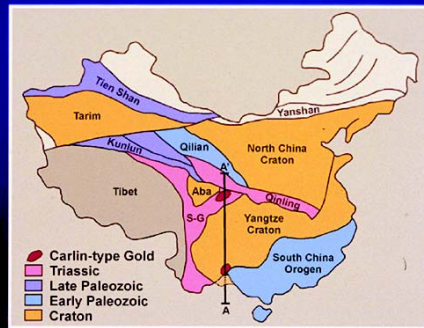 Tien Shan
Yanshan
Tarim
North China
Craton
Qilian
Kunlun
A'
Tibet
Aba
Qinling
S-G
Yangtze
Craton
South China
Orogen
Carlin-type Gold
Triassic
Late Paleozoic
Early Paleozoic
Craton
A